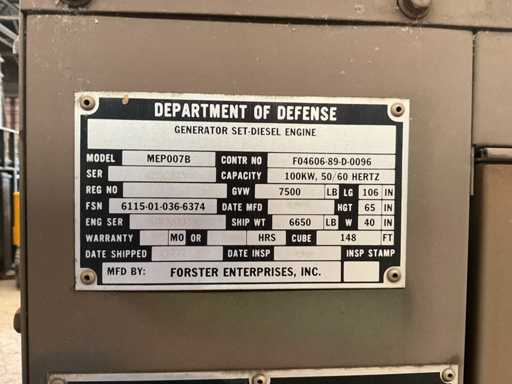 DEPARTMENT OF DEFENSE
GENERATOR SET-DIESEL ENGINE
MODEL MEP007B CONTR NO F04606-89-D-0096
SER CAPACITY 100KW, 50/60 HERTZ
REG NO GVW 7500 LB LG 106 IN
FSN 6115-01-036-6374 DATE MFD HGT 65 IN
ENG SER SHIP WT 6650 LB W 40 IN
WARRANTY MO OR HRS CUBE 148 FT
DATE SHIPPED DATE INSP INSP STAMP
MFD BY: FORSTER ENTERPRISES, INC.